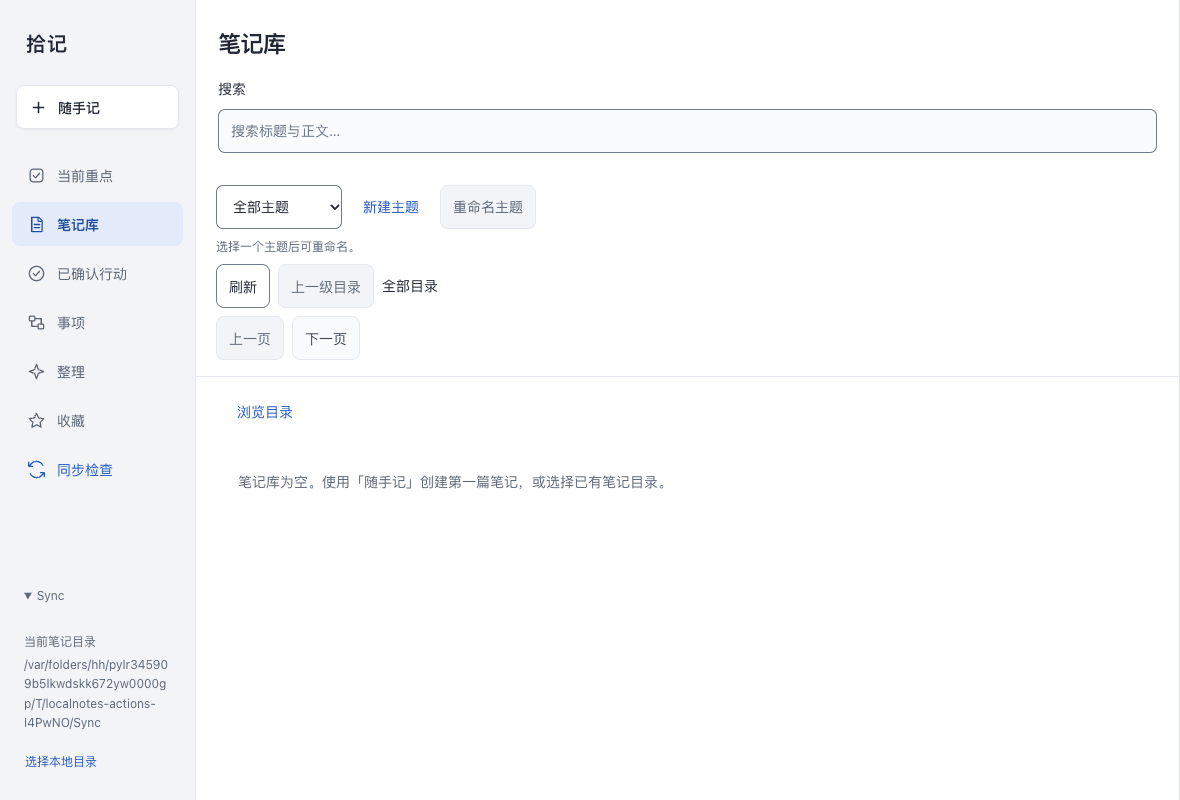 拾记
随手记
当前重点
笔记库
已确认行动
事项
整理
收藏
同步检查
Sync
当前笔记目录
/var/folders/hh/pylr34590
9b5lkwdskk672yw0000g
p/T/localnotes-actions-
I4PwNO/Sync
选择本地目录
笔记库
搜索
搜索标题与正文...
全部主题 新建主题 重命名主题
选择一个主题后可重命名。
刷新 上一级目录 全部目录
上一页 下一页
浏览目录
笔记库为空。使用「随手记」创建第一篇笔记，或选择已有笔记目录。